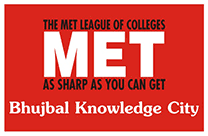 THE MET LEAGUE OF COLLEGES
MET
AS SHARP AS YOU CAN GET
Bhujbal Knowledge City